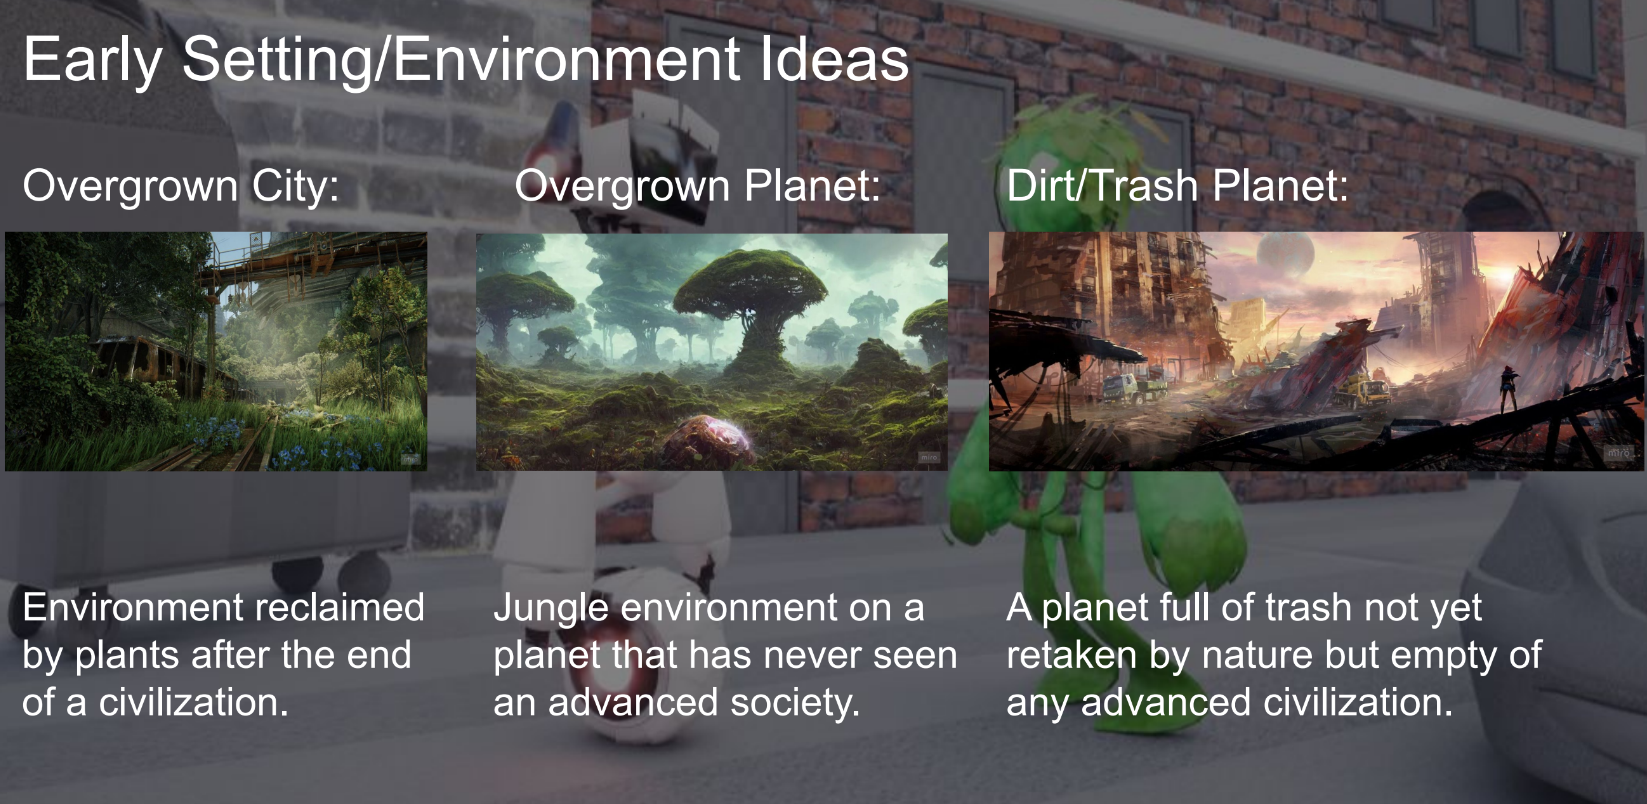 Early Setting/Environment Ideas
Overgrown City:
Overgrown Planet:
Dirt/Trash Planet:
miro
miro
Environment reclaimed
by plants after the end
of a civilization.
Jungle environment on a
planet that has never seen
an advanced society.
A planet full of trash not yet
retaken by nature but empty of
any advanced civilization.